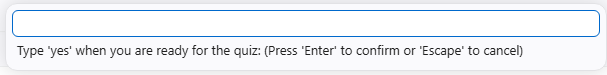 Type 'yes' when you are ready for the quiz: (Press 'Enter' to confirm or 'Escape' to cancel)